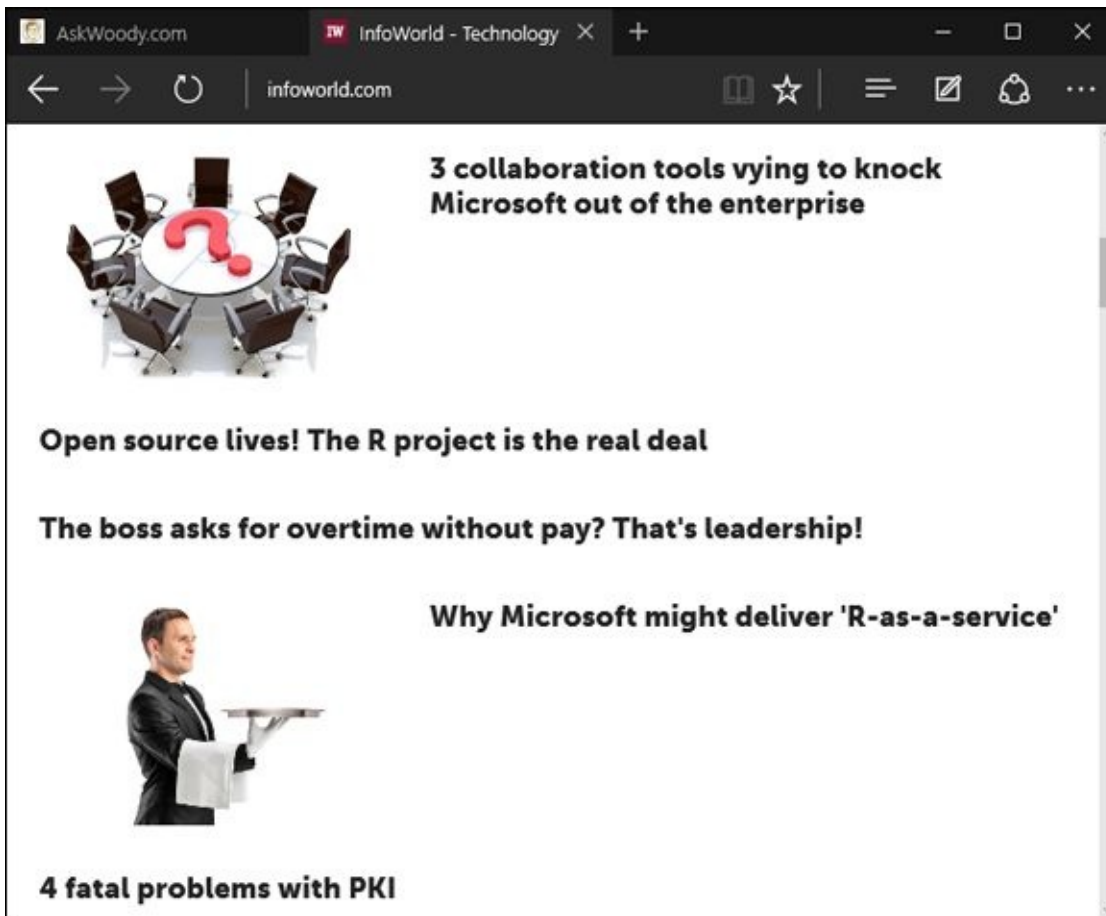 AskWoody.com
IW InfoWorld - Technology
infoworld.com
3 collaboration tools vying to knock
Microsoft out of the enterprise
?
Open source lives! The R project is the real deal
The boss asks for overtime without pay? That's leadership!
Why Microsoft might deliver 'R-as-a-service'
4 fatal problems with PKI